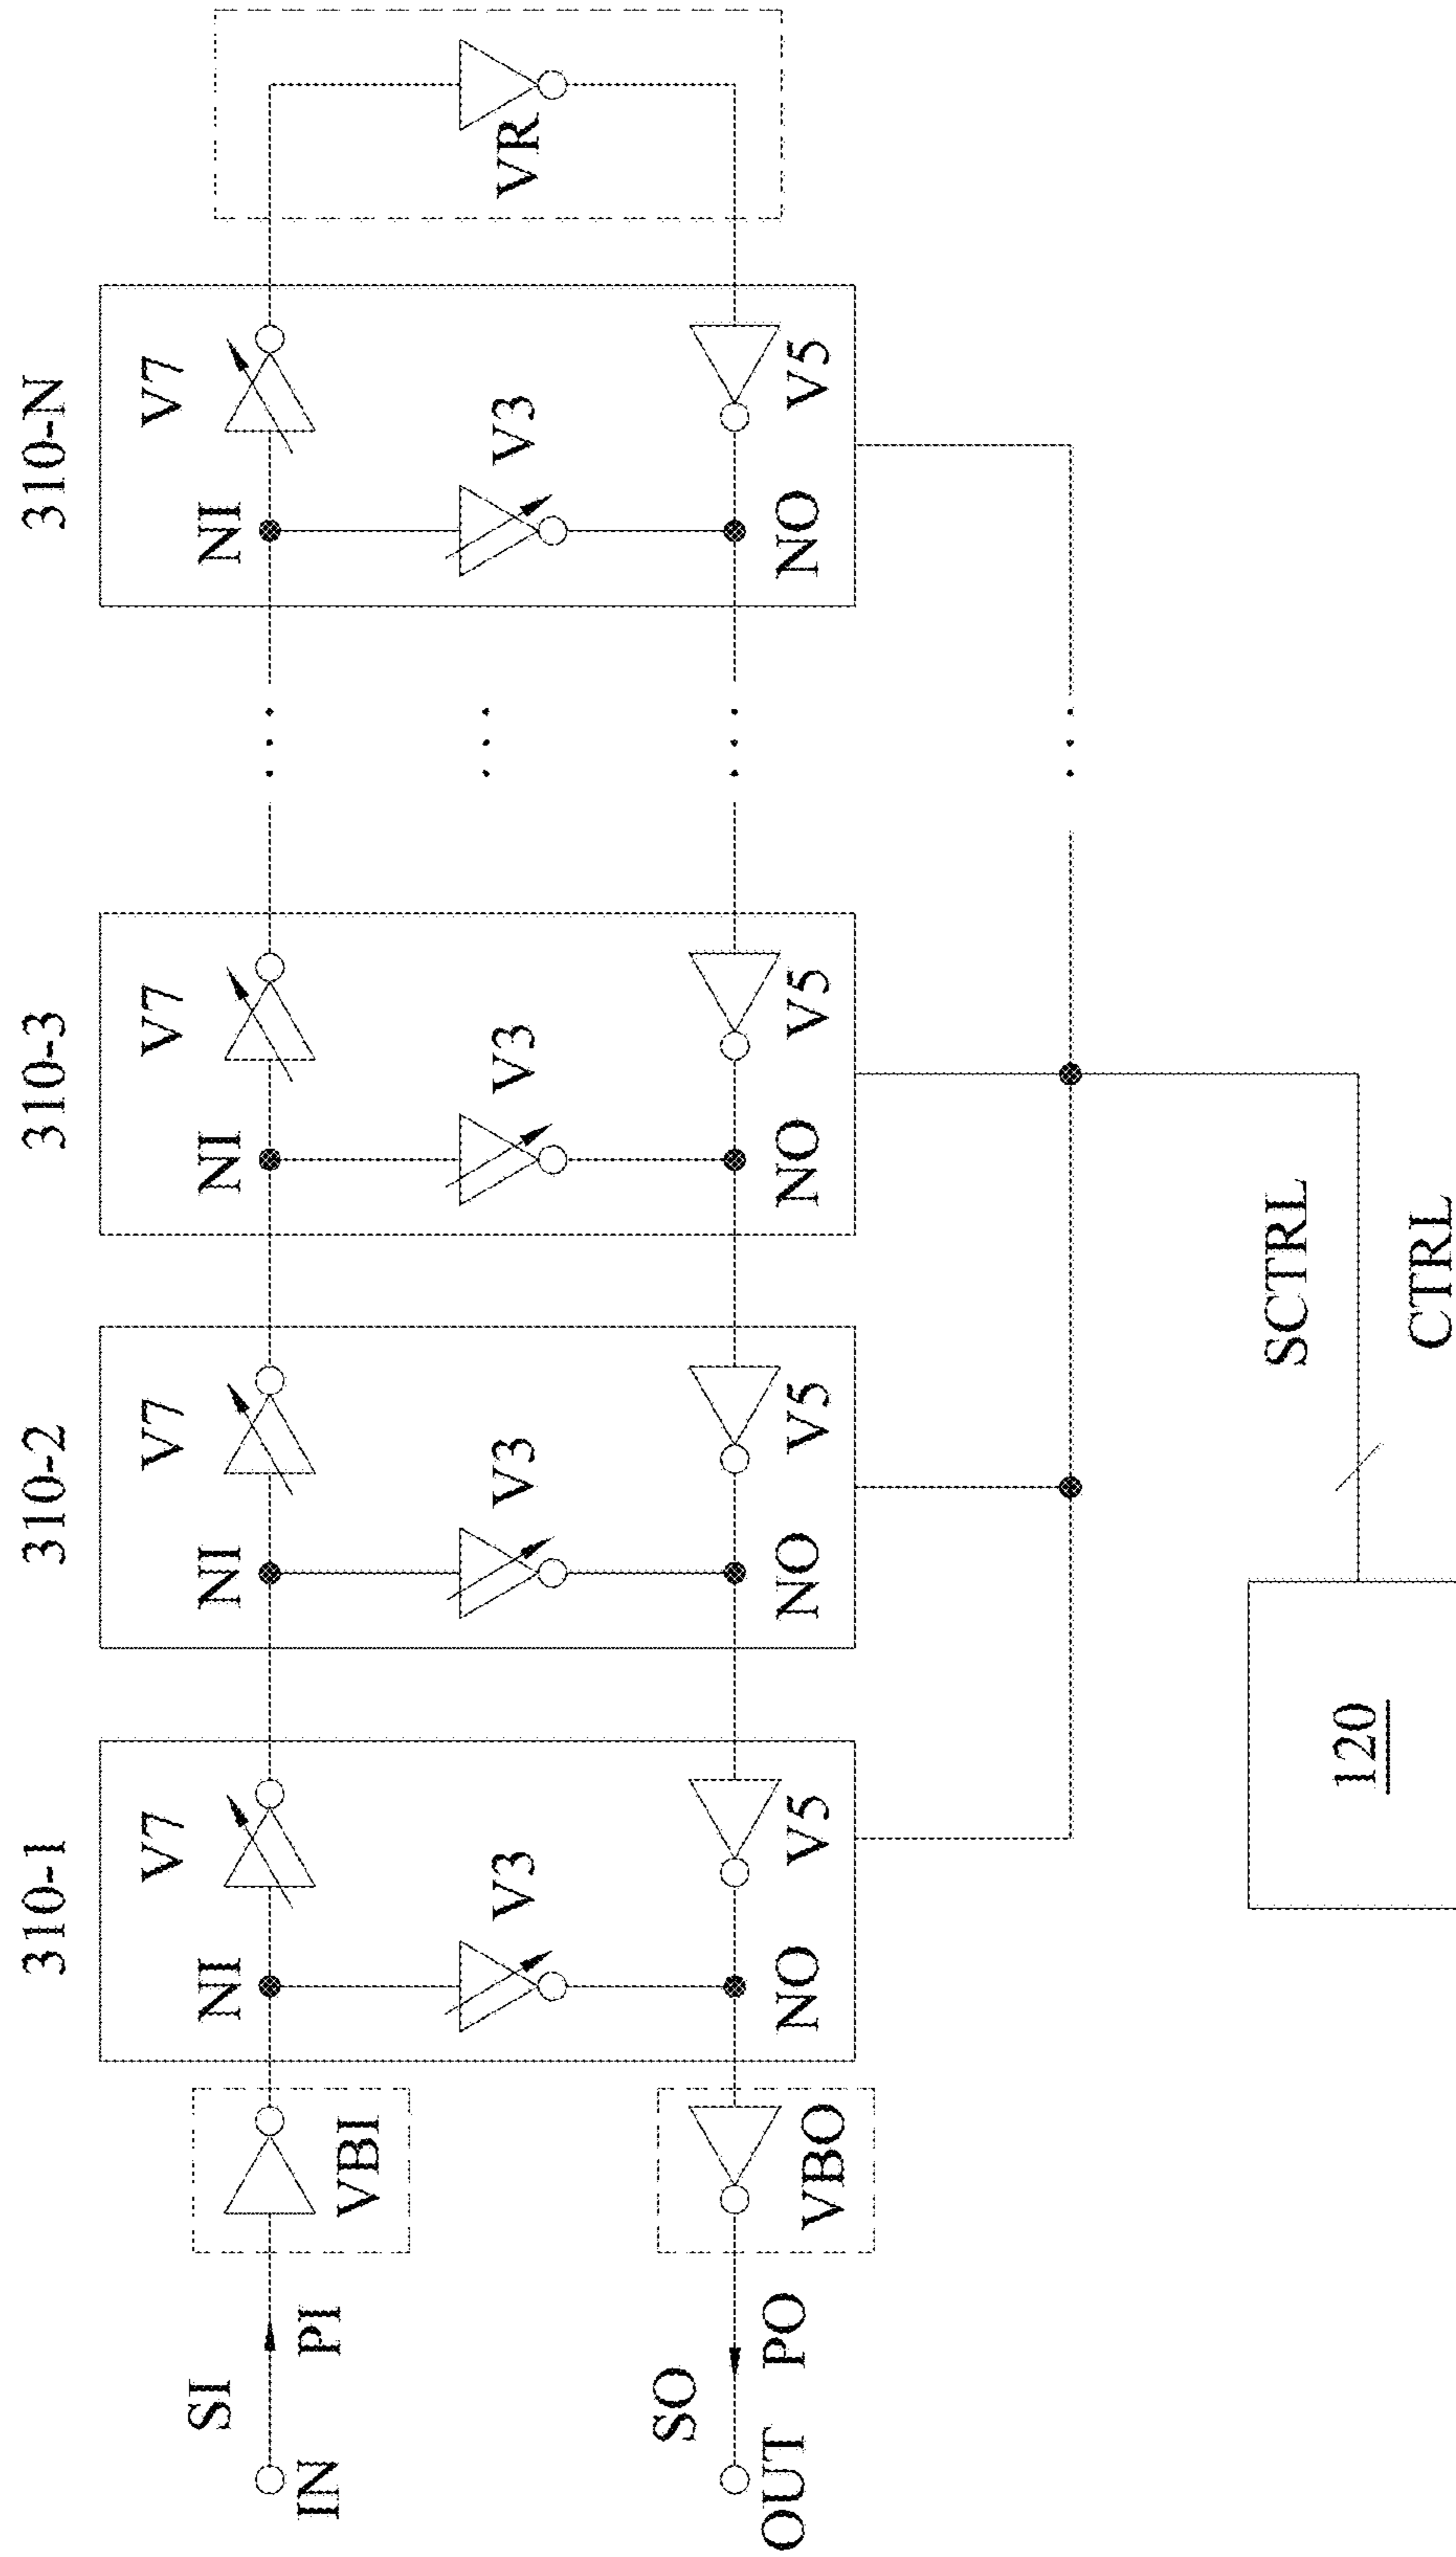 310-1 310-2 310-3 310-N
V7 V7 V7 V7
SI NI NI NI NI
IN PI VBI V3 V3 V3 V3 VR
SO NO V5 NO V5 NO V5 NO V5
OUT PO VBO
SCTRL
120
CTRL